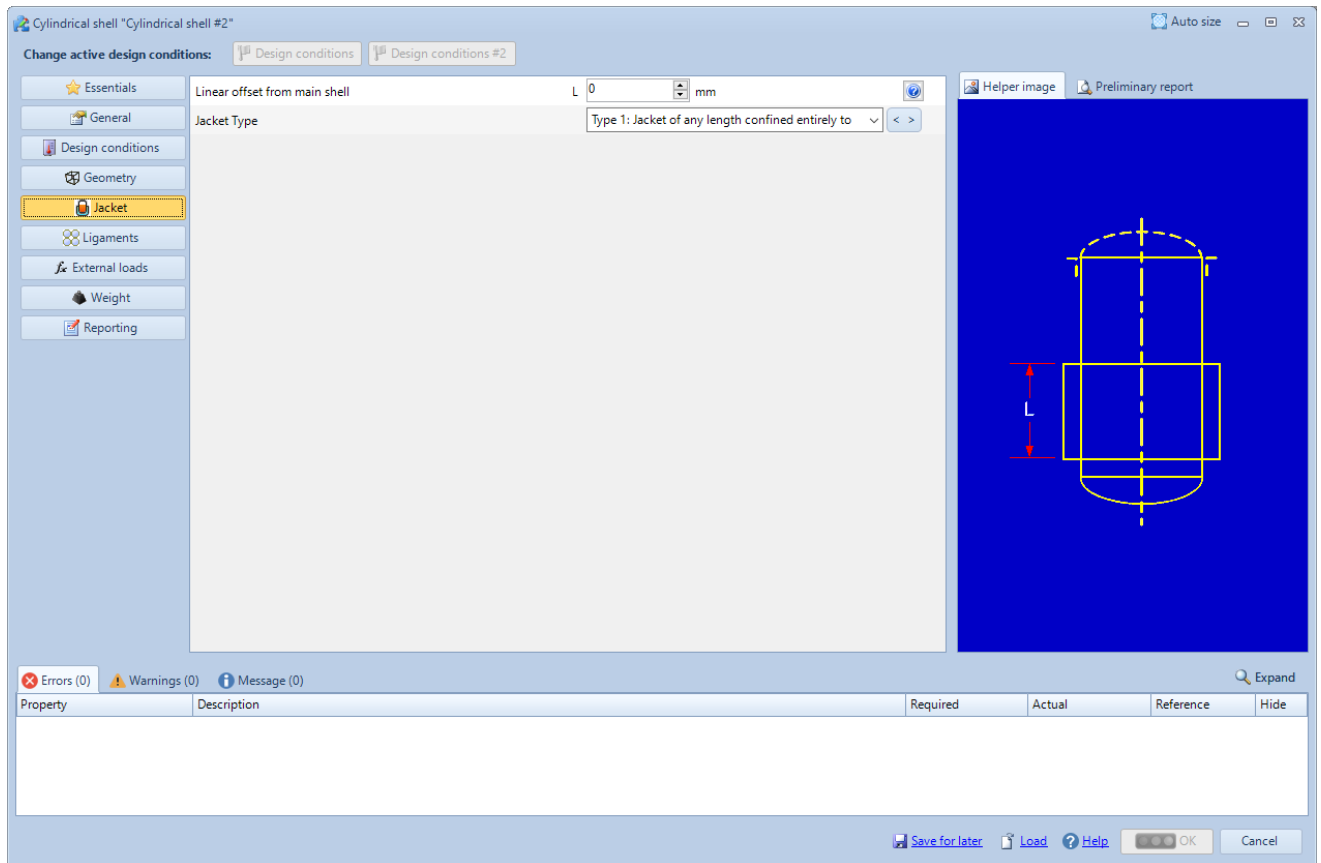 Cylindrical shell "Cylindrical shell #2"
Auto size
Change active design conditions:
Design conditions
Design conditions #2
Essentials
General
Design conditions
Geometry
Jacket
Ligaments
fx External loads
Weight
Reporting
Linear offset from main shell L 0 mm
Jacket Type Type 1: Jacket of any length confined entirely to < >
Helper image
Preliminary report
L
Errors (0)
Warnings (0)
Message (0)
Expand
Property Description Required Actual Reference Hide
Save for later
Load
Help
OK
Cancel